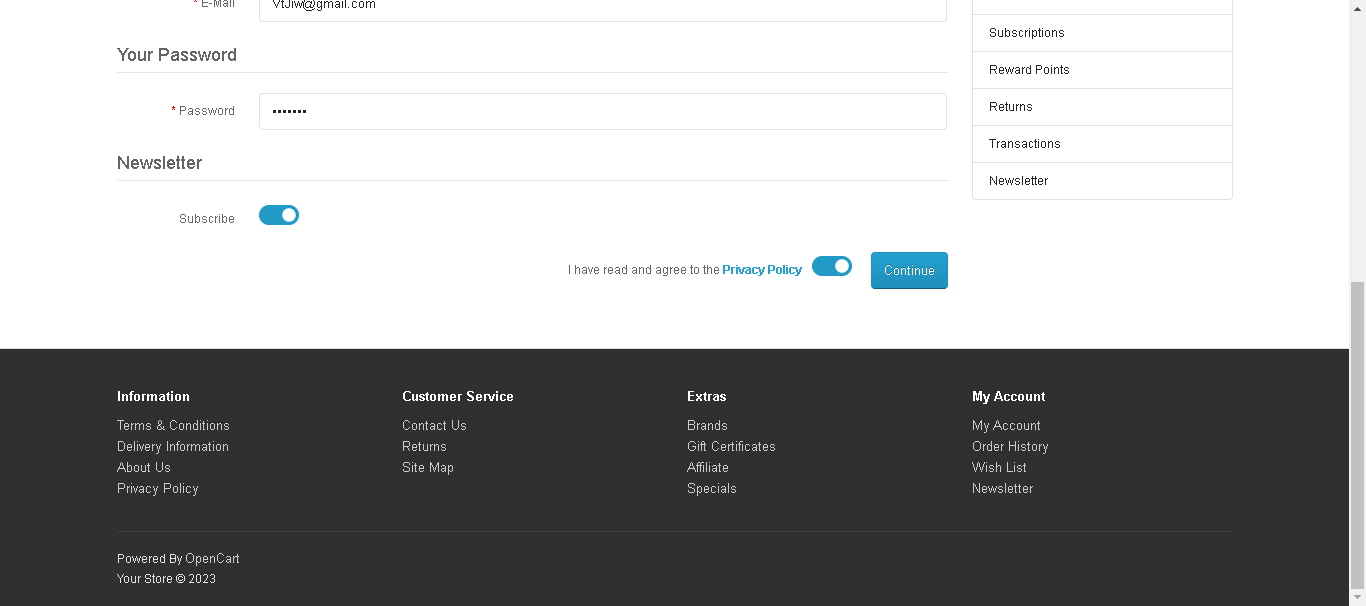 * E-Mail
VtJiw@gmail.com
Your Password
* Password
•••••••
Newsletter
Subscribe
I have read and agree to the Privacy Policy
Continue
Subscriptions
Reward Points
Returns
Transactions
Newsletter
Information
Terms & Conditions
Delivery Information
About Us
Privacy Policy
Customer Service
Contact Us
Returns
Site Map
Extras
Brands
Gift Certificates
Affiliate
Specials
My Account
My Account
Order History
Wish List
Newsletter
Powered By OpenCart
Your Store © 2023